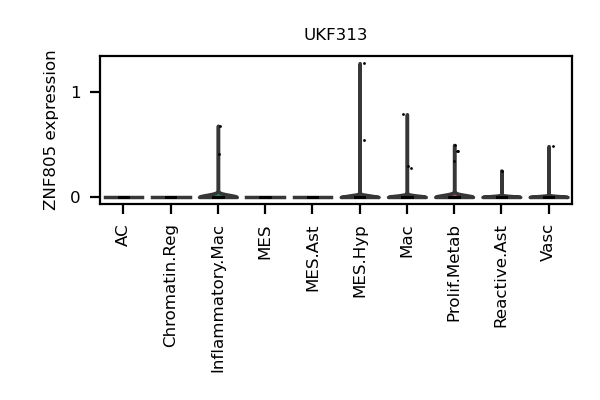 UKF313
ZNF805 expression
1
0
AC
Chromatin.Reg
Inflammatory.Mac
MES
MES.Ast
MES.Hyp
Mac
Prolif.Metab
Reactive.Ast
Vasc